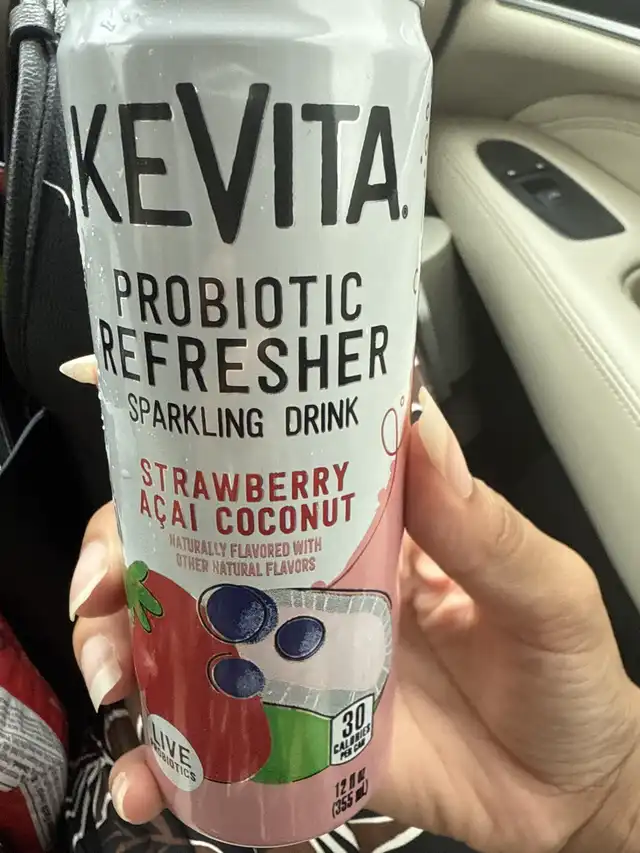 KEVITA.
PROBIOTIC
REFRESHER
SPARKLING DRINK
STRAWBERRY
AÇAI COCONUT
NATURALLY FLAVORED WITH
OTHER NATURAL FLAVORS
LIVE
PROBIOTICS
30
CALORIES
PER CAN
12 fl oz
(355 mL)